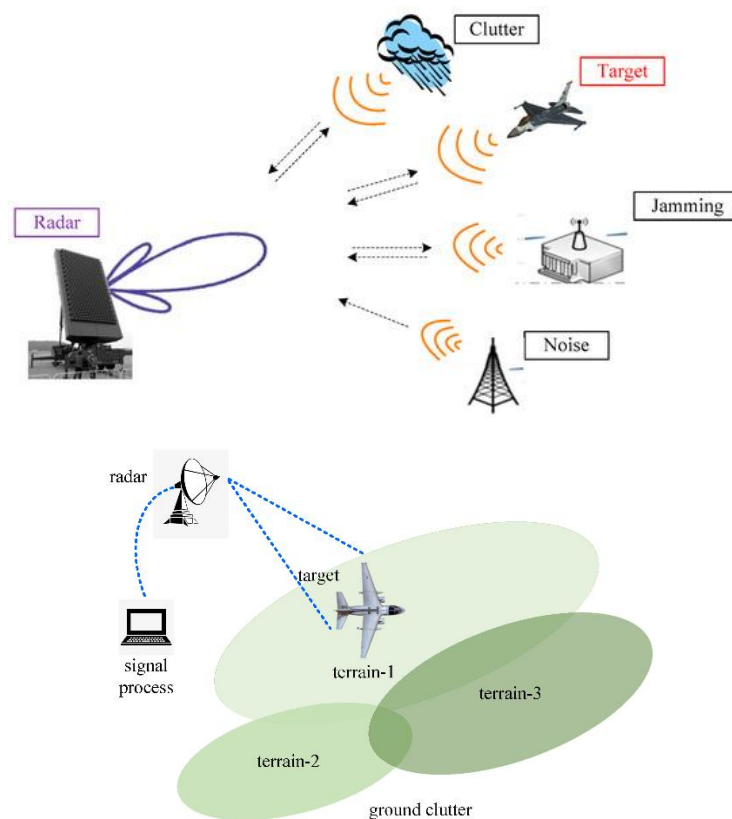 Clutter
Target
Radar
Jamming
Noise
radar
target
signal
process
terrain-1
terrain-3
terrain-2
ground clutter